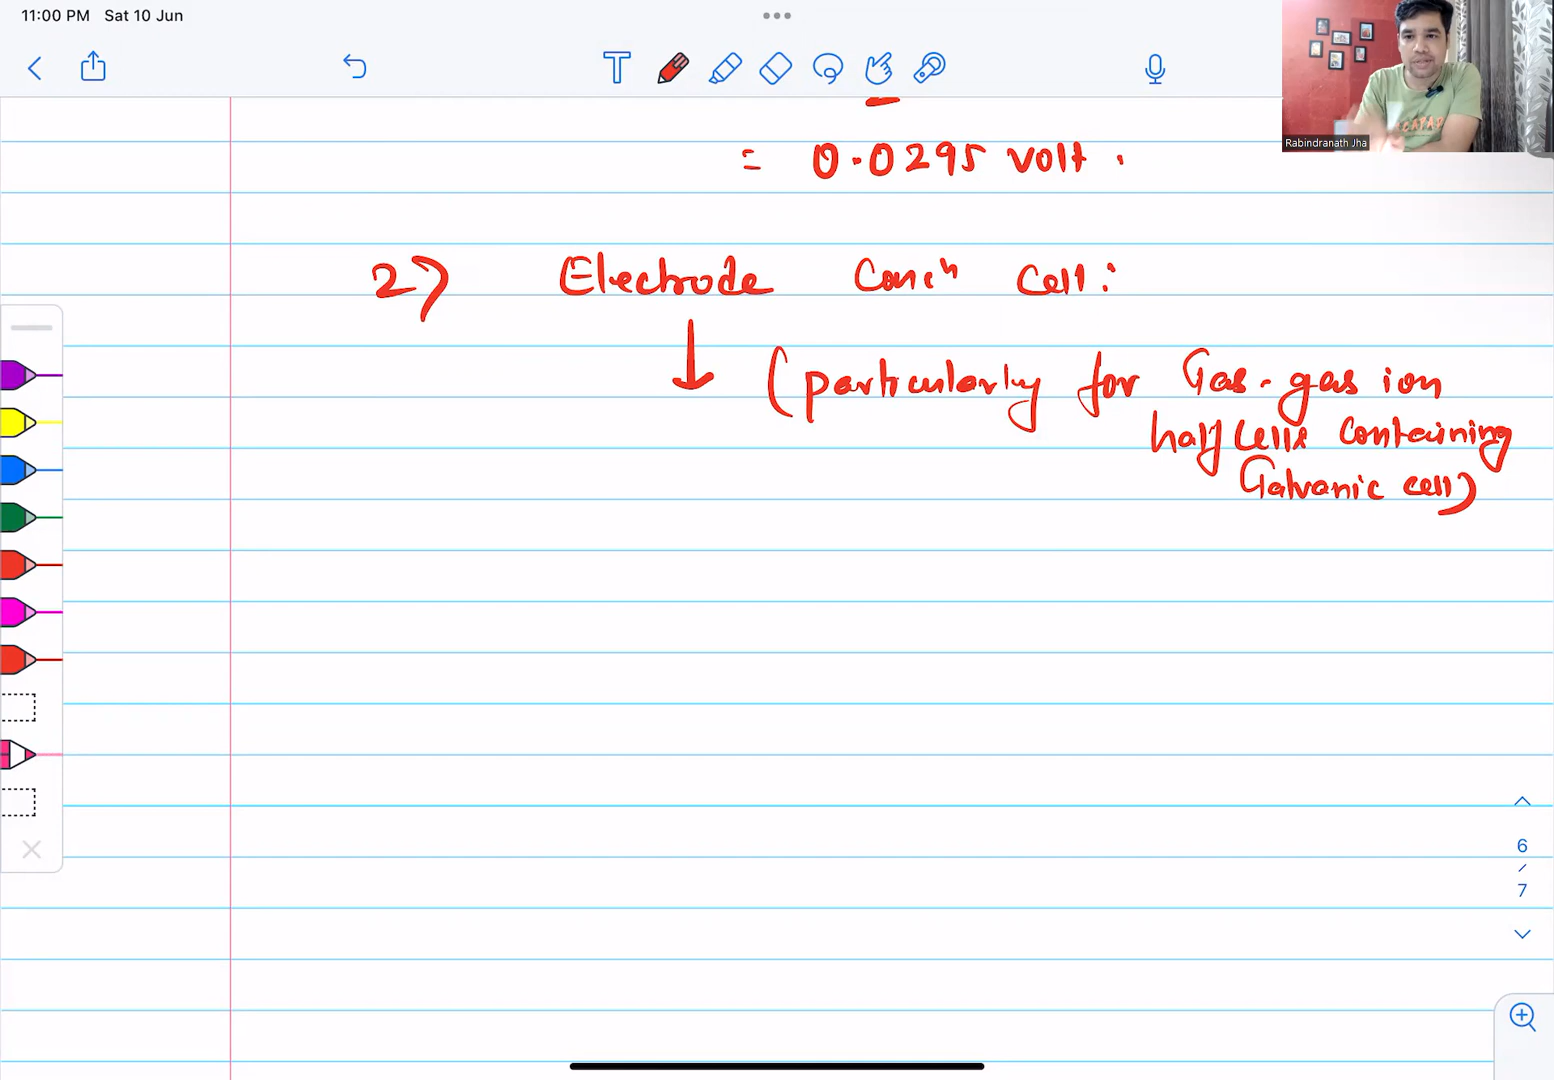 11:00 PM Sat 10 Jun
Rabindranath Jha
= 0.0295 volt.
2) Electrode Concn Cell:
(particularly for Gas-gas ion
half cells containing
Galvanic cell)
6
/
7